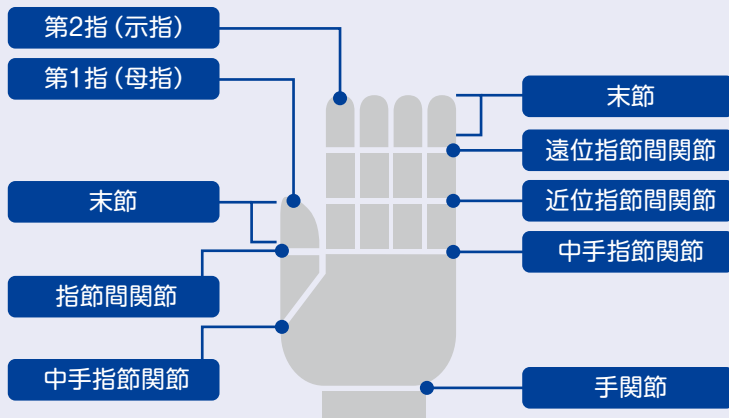 第2指（示指）
第1指（母指）
末節
指節間関節
中手指節関節
末節
遠位指節間関節
近位指節間関節
中手指節関節
手関節